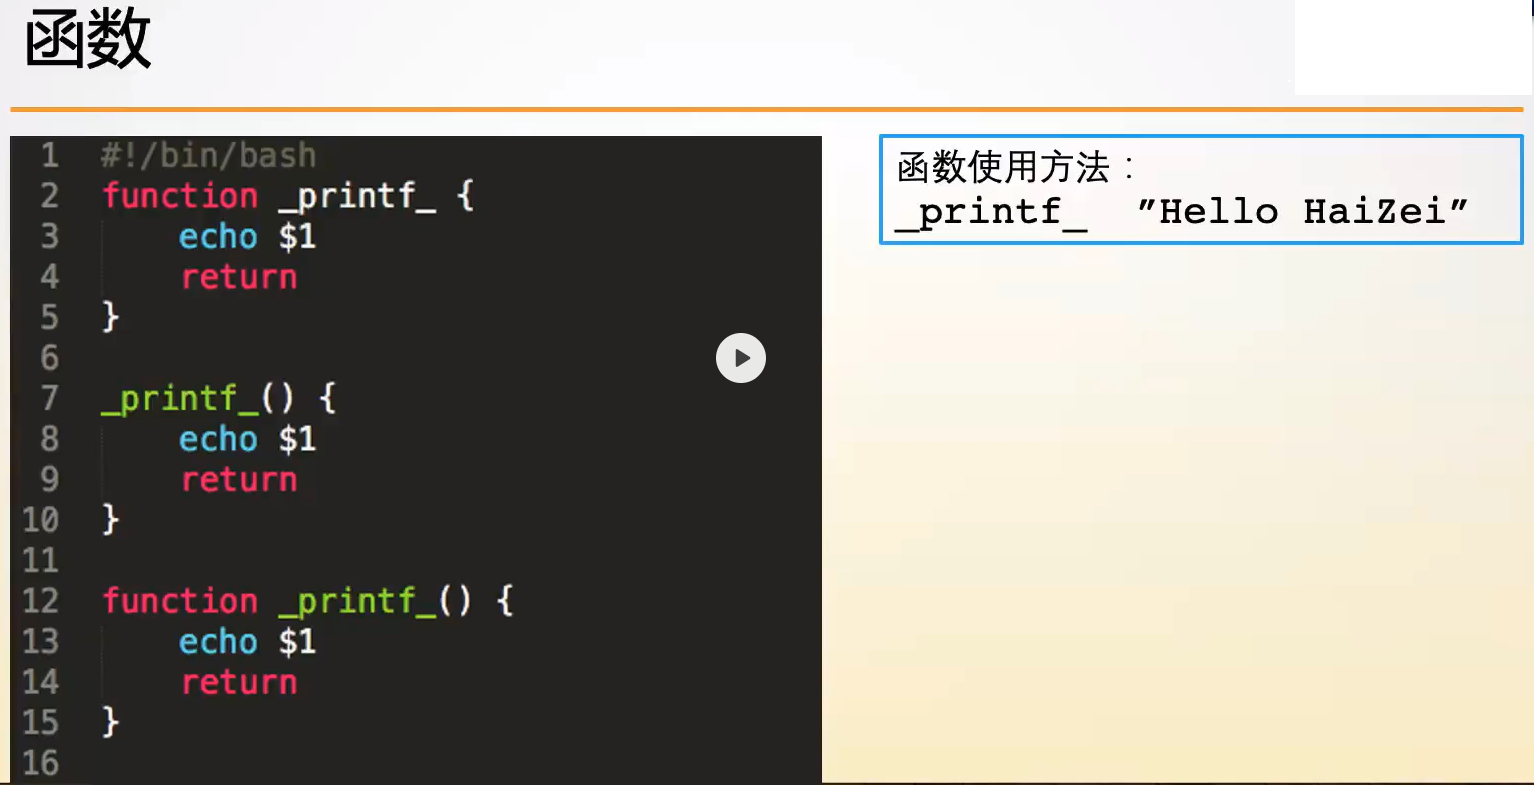 函数
1 #!/bin/bash
2 function _printf_ {
3     echo $1
4     return
5 }
6
7 _printf_() {
8     echo $1
9     return
10 }
11
12 function _printf_() {
13     echo $1
14     return
15 }
16
函数使用方法：
_printf_  ”Hello HaiZei”